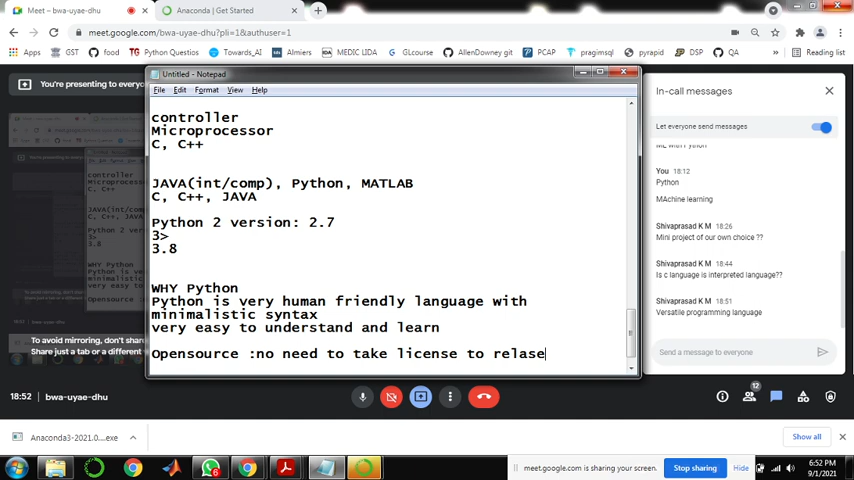 Meet – bwa-uyae-dhu
Anaconda | Get Started
meet.google.com/bwa-uyae-dhu?pli=1&authuser=1
Apps GST food TG Python Questions Towards_AI AImiers MEDIC LIDA GLcourse AllenDowney git PCAP pragimsql pyrapid DSP QA Reading list
You're presenting to everyo
Untitled - Notepad
File Edit Format View Help
controller
Microprocessor
C, C++
JAVA(int/comp), Python, MATLAB
C, C++, JAVA
Python 2 version: 2.7
3>
3.8
WHY Python
Python is very human friendly language with
minimalistic syntax
very easy to understand and learn
Opensource :no need to take license to relase
To avoid mirroring, don't share
Share just a tab or a different
In-call messages
Let everyone send messages
ML with python
You 18:12
Python
MAchine learning
Shivaprasad K M 18:26
Mini project of our own choice ??
Shivaprasad K M 18:44
Is c language is interpreted language??
Shivaprasad K M 18:51
Versatile programming language
Send a message to everyone
18:52 bwa-uyae-dhu
12
Anaconda3-2021.0....exe
Show all
6
meet.google.com is sharing your screen. Stop sharing Hide
6:52 PM
9/1/2021